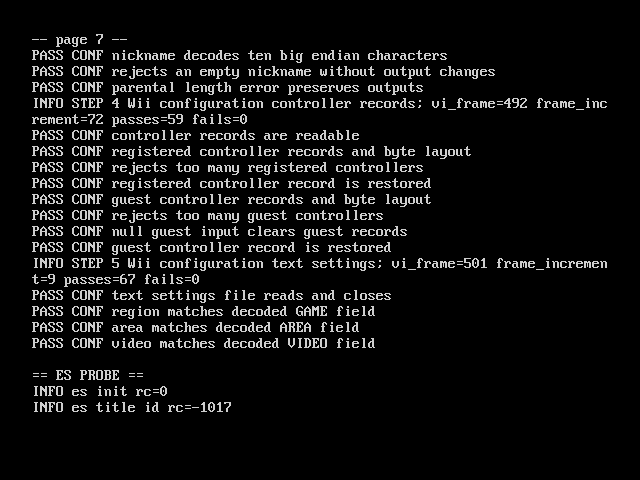 -- page 7 --
PASS CONF nickname decodes ten big endian characters
PASS CONF rejects an empty nickname without output changes
PASS CONF parental length error preserves outputs
INFO STEP 4 Wii configuration controller records; vi_frame=492 frame_inc
rement=72 passes=59 fails=0
PASS CONF controller records are readable
PASS CONF registered controller records and byte layout
PASS CONF rejects too many registered controllers
PASS CONF registered controller record is restored
PASS CONF guest controller records and byte layout
PASS CONF rejects too many guest controllers
PASS CONF null guest input clears guest records
PASS CONF guest controller record is restored
INFO STEP 5 Wii configuration text settings; vi_frame=501 frame_incremen
t=9 passes=67 fails=0
PASS CONF text settings file reads and closes
PASS CONF region matches decoded GAME field
PASS CONF area matches decoded AREA field
PASS CONF video matches decoded VIDEO field
== ES PROBE ==
INFO es init rc=0
INFO es title id rc=-1017